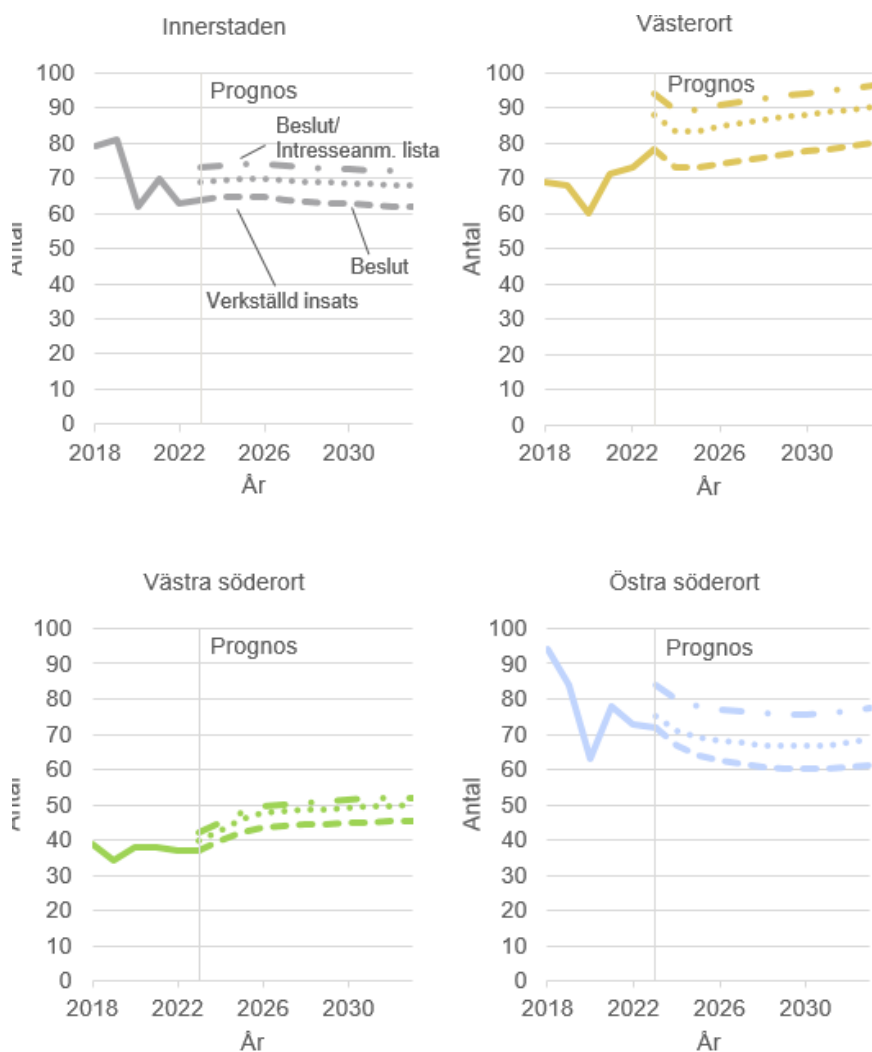 Innerstaden
100
90
80
70
60
50
40
30
20
10
0
Antal
Prognos
Beslut/
Intresseanm. lista
Beslut
Verkställd insats
2018 2022 2026 2030
År
Västerort
100
90
80
70
60
50
40
30
20
10
0
Antal
Prognos
2018 2022 2026 2030
År
Västra söderort
100
90
80
70
60
50
40
30
20
10
0
Antal
Prognos
2018 2022 2026 2030
År
Östra söderort
100
90
80
70
60
50
40
30
20
10
0
Antal
Prognos
2018 2022 2026 2030
År